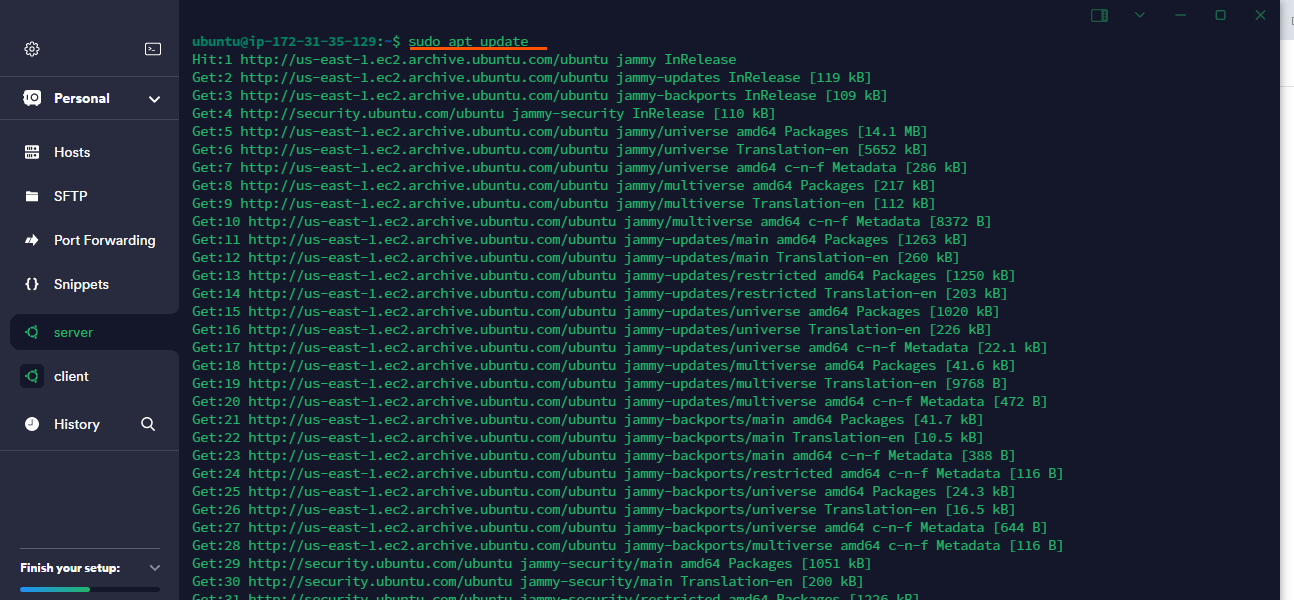 Personal
Hosts
SFTP
Port Forwarding
Snippets
server
client
History
Finish your setup:
ubuntu@ip-172-31-35-129:~$ sudo apt update
Hit:1 http://us-east-1.ec2.archive.ubuntu.com/ubuntu jammy InRelease
Get:2 http://us-east-1.ec2.archive.ubuntu.com/ubuntu jammy-updates InRelease [119 kB]
Get:3 http://us-east-1.ec2.archive.ubuntu.com/ubuntu jammy-backports InRelease [109 kB]
Get:4 http://security.ubuntu.com/ubuntu jammy-security InRelease [110 kB]
Get:5 http://us-east-1.ec2.archive.ubuntu.com/ubuntu jammy/universe amd64 Packages [14.1 MB]
Get:6 http://us-east-1.ec2.archive.ubuntu.com/ubuntu jammy/universe Translation-en [5652 kB]
Get:7 http://us-east-1.ec2.archive.ubuntu.com/ubuntu jammy/universe amd64 c-n-f Metadata [286 kB]
Get:8 http://us-east-1.ec2.archive.ubuntu.com/ubuntu jammy/multiverse amd64 Packages [217 kB]
Get:9 http://us-east-1.ec2.archive.ubuntu.com/ubuntu jammy/multiverse Translation-en [112 kB]
Get:10 http://us-east-1.ec2.archive.ubuntu.com/ubuntu jammy/multiverse amd64 c-n-f Metadata [8372 B]
Get:11 http://us-east-1.ec2.archive.ubuntu.com/ubuntu jammy-updates/main amd64 Packages [1263 kB]
Get:12 http://us-east-1.ec2.archive.ubuntu.com/ubuntu jammy-updates/main Translation-en [260 kB]
Get:13 http://us-east-1.ec2.archive.ubuntu.com/ubuntu jammy-updates/restricted amd64 Packages [1250 kB]
Get:14 http://us-east-1.ec2.archive.ubuntu.com/ubuntu jammy-updates/restricted Translation-en [203 kB]
Get:15 http://us-east-1.ec2.archive.ubuntu.com/ubuntu jammy-updates/universe amd64 Packages [1020 kB]
Get:16 http://us-east-1.ec2.archive.ubuntu.com/ubuntu jammy-updates/universe Translation-en [226 kB]
Get:17 http://us-east-1.ec2.archive.ubuntu.com/ubuntu jammy-updates/universe amd64 c-n-f Metadata [22.1 kB]
Get:18 http://us-east-1.ec2.archive.ubuntu.com/ubuntu jammy-updates/multiverse amd64 Packages [41.6 kB]
Get:19 http://us-east-1.ec2.archive.ubuntu.com/ubuntu jammy-updates/multiverse Translation-en [9768 B]
Get:20 http://us-east-1.ec2.archive.ubuntu.com/ubuntu jammy-updates/multiverse amd64 c-n-f Metadata [472 B]
Get:21 http://us-east-1.ec2.archive.ubuntu.com/ubuntu jammy-backports/main amd64 Packages [41.7 kB]
Get:22 http://us-east-1.ec2.archive.ubuntu.com/ubuntu jammy-backports/main Translation-en [10.5 kB]
Get:23 http://us-east-1.ec2.archive.ubuntu.com/ubuntu jammy-backports/main amd64 c-n-f Metadata [388 B]
Get:24 http://us-east-1.ec2.archive.ubuntu.com/ubuntu jammy-backports/restricted amd64 c-n-f Metadata [116 B]
Get:25 http://us-east-1.ec2.archive.ubuntu.com/ubuntu jammy-backports/universe amd64 Packages [24.3 kB]
Get:26 http://us-east-1.ec2.archive.ubuntu.com/ubuntu jammy-backports/universe Translation-en [16.5 kB]
Get:27 http://us-east-1.ec2.archive.ubuntu.com/ubuntu jammy-backports/universe amd64 c-n-f Metadata [644 B]
Get:28 http://us-east-1.ec2.archive.ubuntu.com/ubuntu jammy-backports/multiverse amd64 c-n-f Metadata [116 B]
Get:29 http://security.ubuntu.com/ubuntu jammy-security/main amd64 Packages [1051 kB]
Get:30 http://security.ubuntu.com/ubuntu jammy-security/main Translation-en [200 kB]
Get:31 http://security.ubuntu.com/ubuntu jammy-security/restricted amd64 Packages [1226 kB]